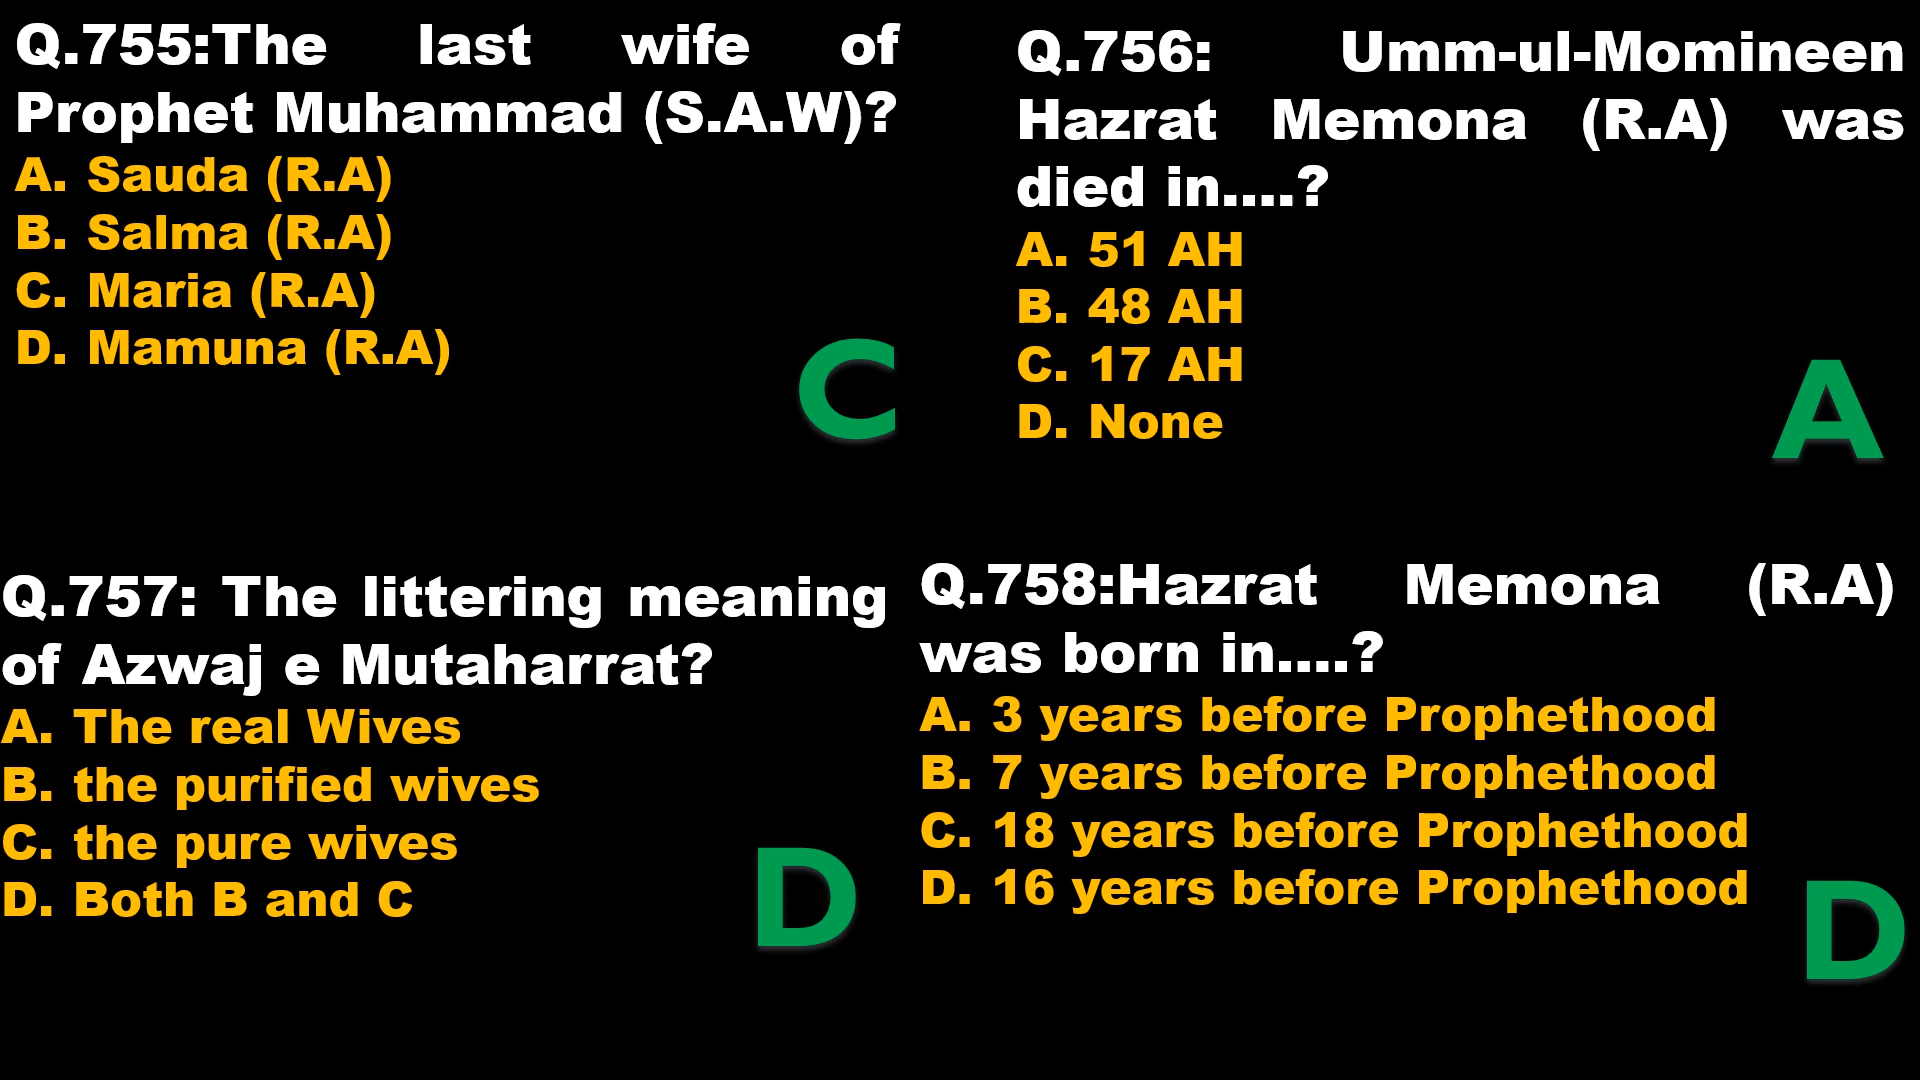 Q.755:The last wife of
Prophet Muhammad (S.A.W)?
A. Sauda (R.A)
B. Salma (R.A)
C. Maria (R.A)
D. Mamuna (R.A)
C
Q.756: Umm-ul-Momineen
Hazrat Memona (R.A) was
died in....?
A. 51 AH
B. 48 AH
C. 17 AH
D. None
A
Q.757: The littering meaning
of Azwaj e Mutaharrat?
A. The real Wives
B. the purified wives
C. the pure wives
D. Both B and C
D
Q.758:Hazrat Memona (R.A)
was born in....?
A. 3 years before Prophethood
B. 7 years before Prophethood
C. 18 years before Prophethood
D. 16 years before Prophethood
D